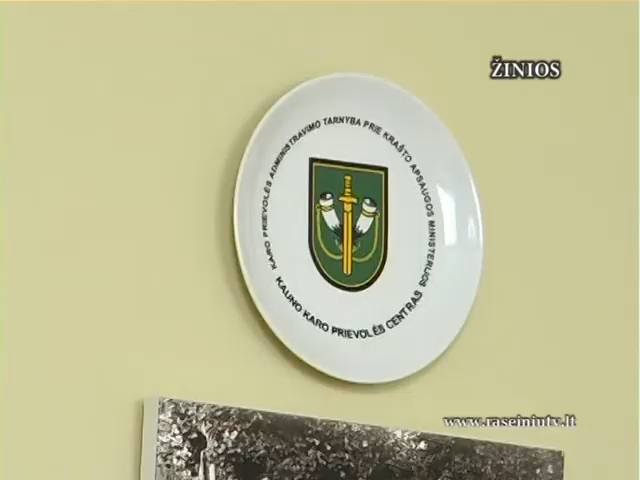 ŽINIOS
KARO PRIEVOLĖS ADMINISTRAVIMO TARNYBA PRIE KRAŠTO APSAUGOS MINISTERIJOS
KAUNO KARO PRIEVOLĖS CENTRAS
www.raseiniutv.lt